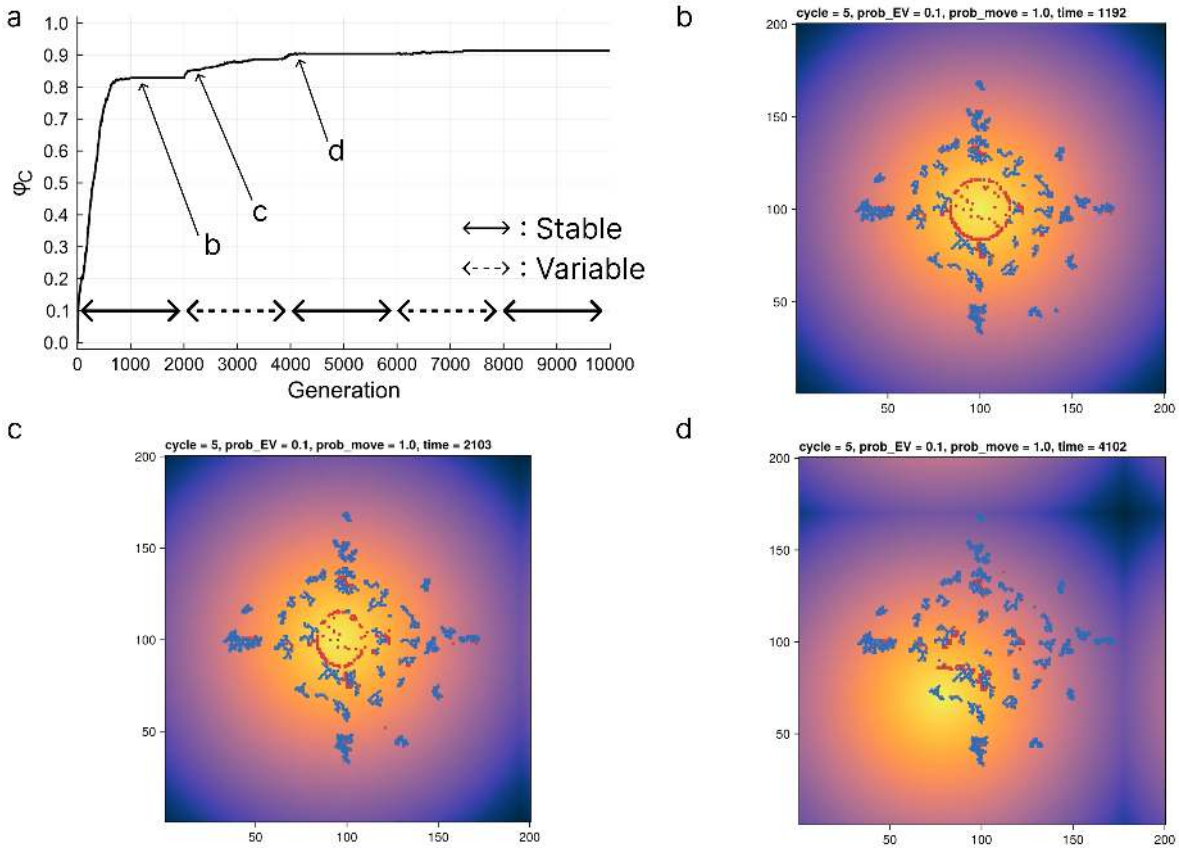 a
1.0
0.9
0.8
0.7
0.6
0.5
0.4
0.3
0.2
0.1
0.0
φC
b
c
d
: Stable
: Variable
0 1000 2000 3000 4000 5000 6000 7000 8000 9000 10000
Generation
b
cycle = 5, prob_EV = 0.1, prob_move = 1.0, time = 1192
200
150
100
50
50 100 150 200
c
cycle = 5, prob_EV = 0.1, prob_move = 1.0, time = 2103
200
150
100
50
50 100 150 200
d
cycle = 5, prob_EV = 0.1, prob_move = 1.0, time = 4102
200
150
100
50
50 100 150 200